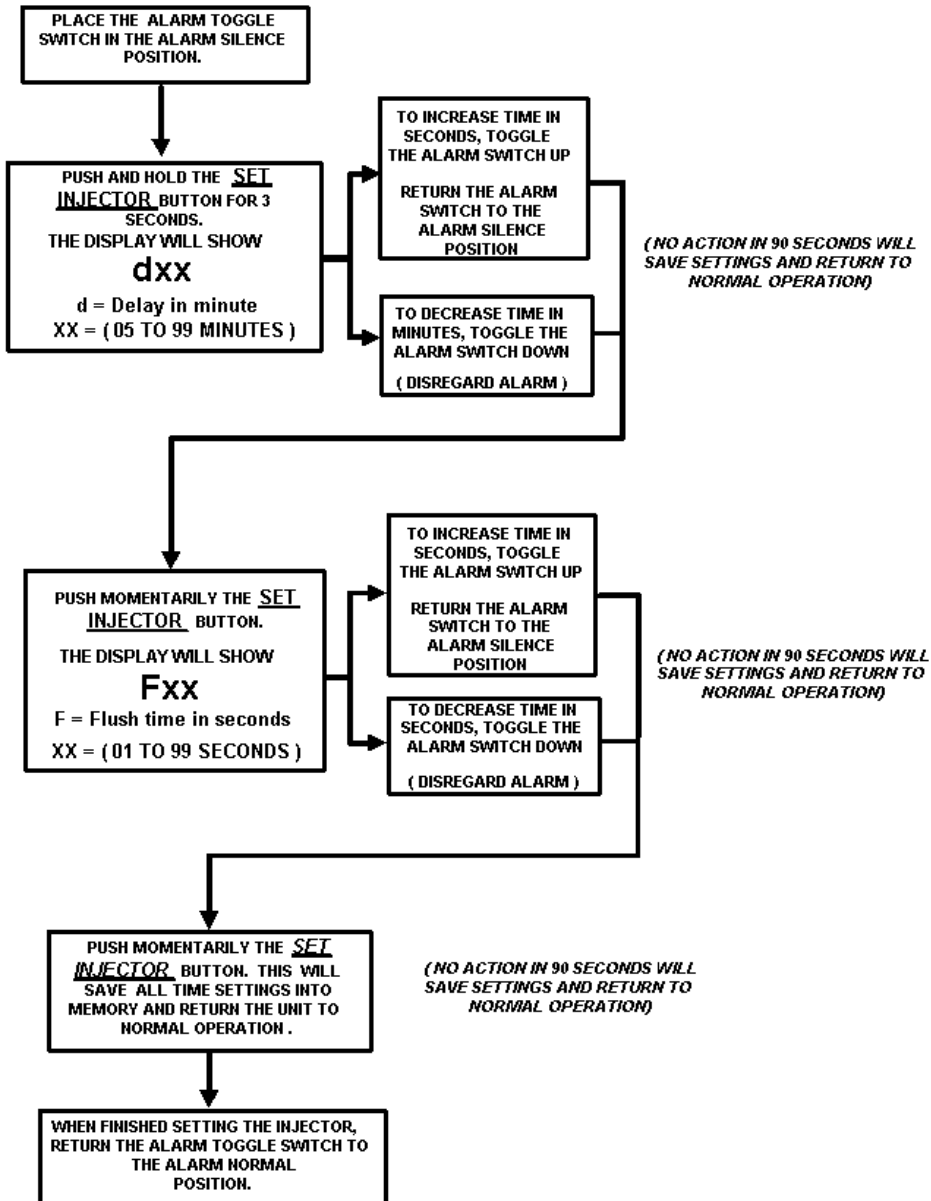 PLACE THE ALARM TOGGLE
SWITCH IN THE ALARM SILENCE
POSITION.
PUSH AND HOLD THE SET
INJECTOR BUTTON FOR 3
SECONDS.
THE DISPLAY WILL SHOW
dxx
d = Delay in minute
XX = ( 05 TO 99 MINUTES )
TO INCREASE TIME IN
SECONDS, TOGGLE
THE ALARM SWITCH UP
RETURN THE ALARM
SWITCH TO THE
ALARM SILENCE
POSITION
TO DECREASE TIME IN
MINUTES, TOGGLE THE
ALARM SWITCH DOWN
( DISREGARD ALARM )
( NO ACTION IN 90 SECONDS WILL
SAVE SETTINGS AND RETURN TO
NORMAL OPERATION)
PUSH MOMENTARILY THE SET
INJECTOR BUTTON.
THE DISPLAY WILL SHOW
Fxx
F = Flush time in seconds
XX = ( 01 TO 99 SECONDS )
TO INCREASE TIME IN
SECONDS, TOGGLE
THE ALARM SWITCH UP
RETURN THE ALARM
SWITCH TO THE
ALARM SILENCE
POSITION
TO DECREASE TIME IN
SECONDS, TOGGLE THE
ALARM SWITCH DOWN
( DISREGARD ALARM )
( NO ACTION IN 90 SECONDS WILL
SAVE SETTINGS AND RETURN TO
NORMAL OPERATION)
PUSH MOMENTARILY THE SET
INJECTOR BUTTON. THIS WILL
SAVE ALL TIME SETTINGS INTO
MEMORY AND RETURN THE UNIT TO
NORMAL OPERATION .
( NO ACTION IN 90 SECONDS WILL
SAVE SETTINGS AND RETURN TO
NORMAL OPERATION)
WHEN FINISHED SETTING THE INJECTOR,
RETURN THE ALARM TOGGLE SWITCH TO
THE ALARM NORMAL
POSITION.